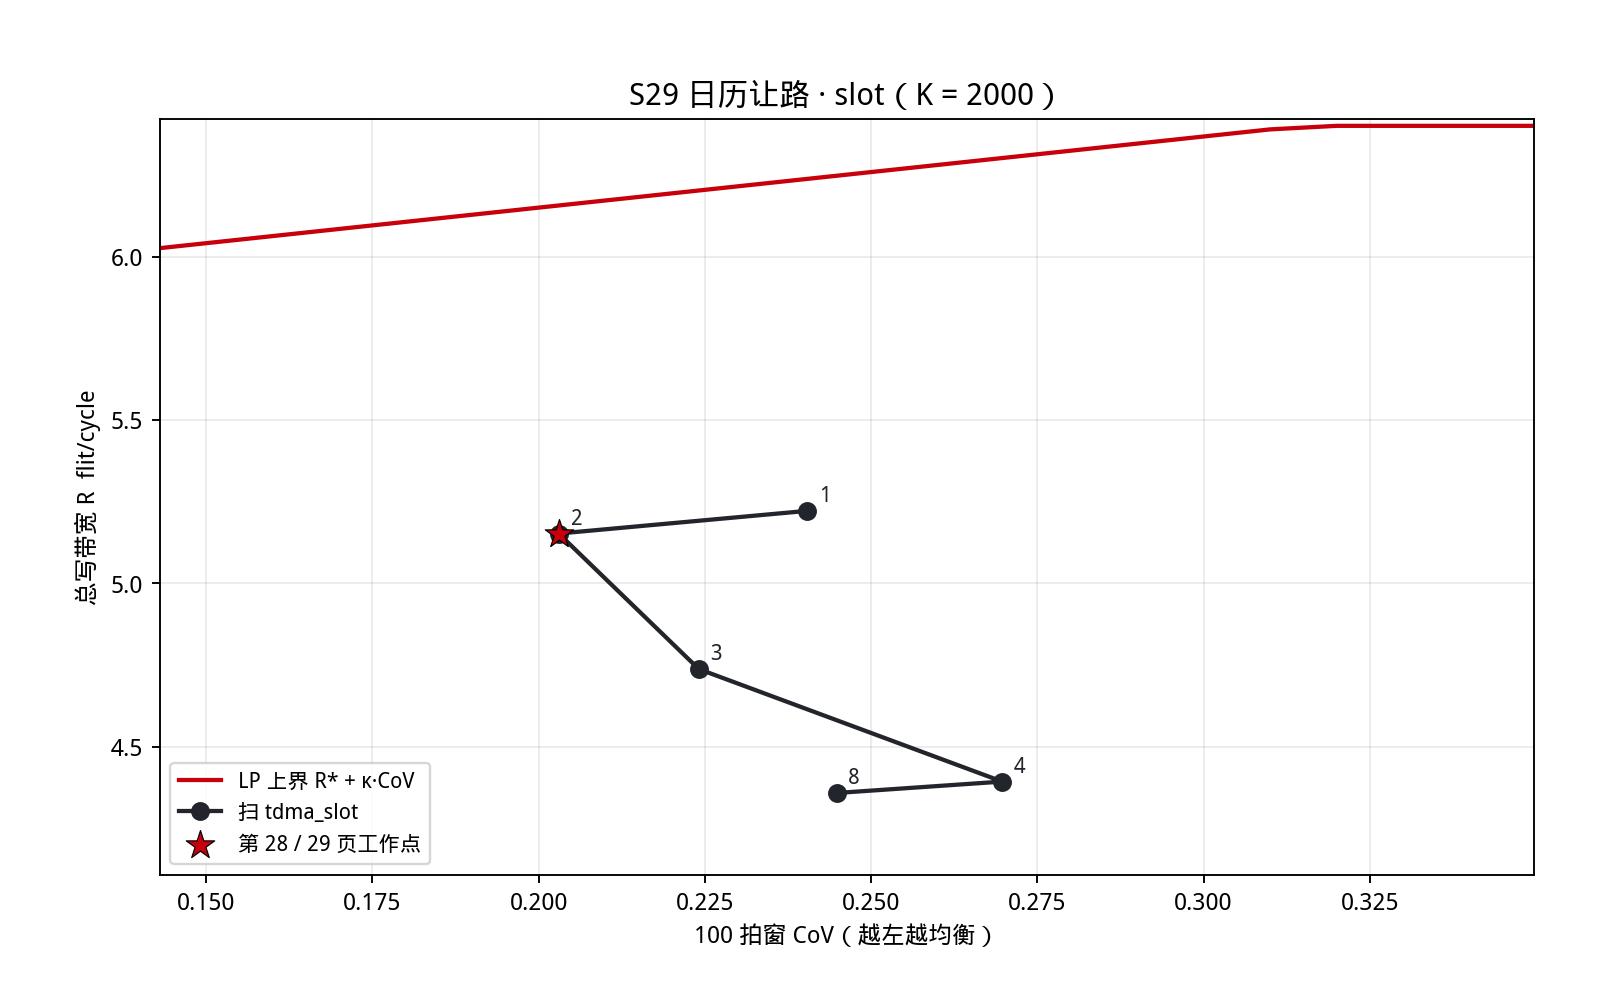 S29 日历让路 · slot（K = 2000）
总写带宽 R  flit/cycle
6.0
5.5
5.0
4.5
1
2
3
4
8
LP 上界 R* + κ·CoV
扫 tdma_slot
第 28 / 29 页工作点
0.150 0.175 0.200 0.225 0.250 0.275 0.300 0.325
100 拍窗 CoV（越左越均衡）